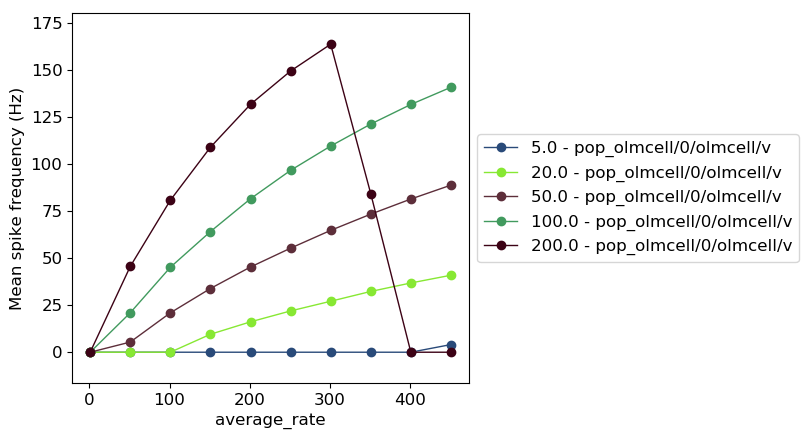 175
150
125
100
75
50
25
0
Mean spike frequency (Hz)
0 100 200 300 400
average_rate
5.0 - pop_olmcell/0/olmcell/v
20.0 - pop_olmcell/0/olmcell/v
50.0 - pop_olmcell/0/olmcell/v
100.0 - pop_olmcell/0/olmcell/v
200.0 - pop_olmcell/0/olmcell/v